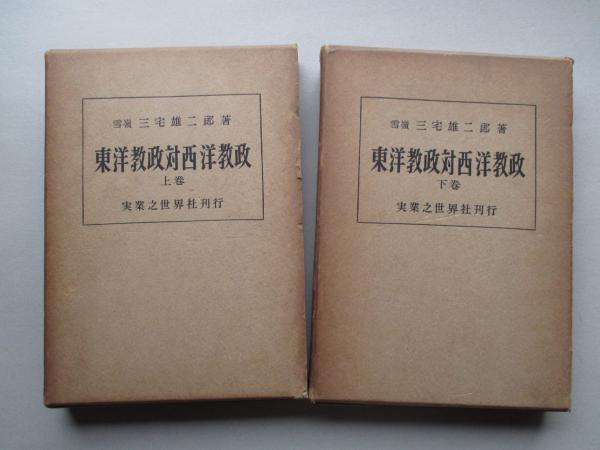 雪嶺 三宅雄二郎著
東洋教政対西洋教政
上巻
実業之世界社刊行
雪嶺 三宅雄二郎著
東洋教政対西洋教政
下巻
実業之世界社刊行